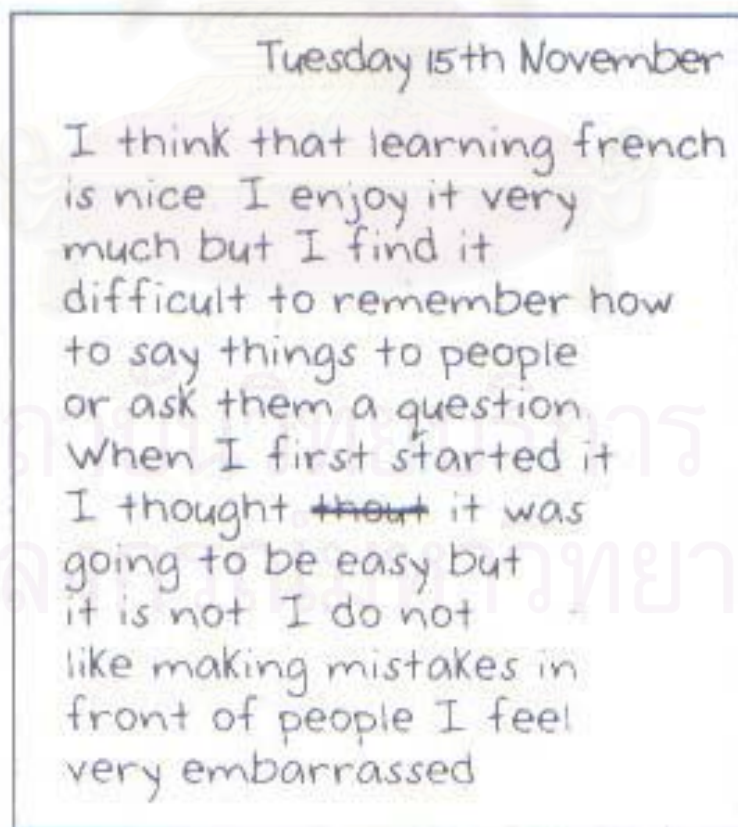 Tuesday 15th November
I think that learning french
is nice I enjoy it very
much but I find it
difficult to remember how
to say things to people
or ask them a question
When I first started it
I thought thout it was
going to be easy but
it is not I do not
like making mistakes in
front of people I feel
very embarrassed